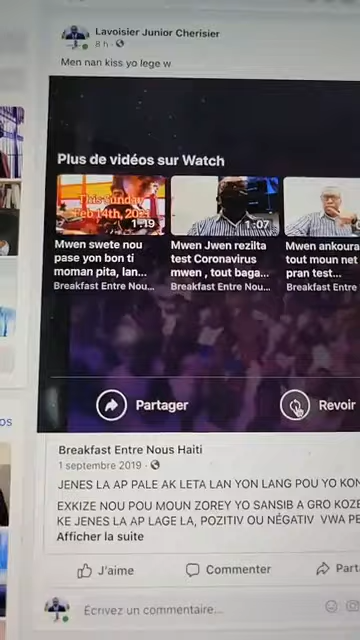 Lavoisier Junior Cherisier
8 h ·
Men nan kiss yo lege w
Plus de vidéos sur Watch
This Sunday
Feb 14th, 2021
1:19
1:07
Mwen swete nou
pase yon bon ti
moman pita, lan...
Breakfast Entre Nou...
Mwen Jwen rezilta
test Coronavirus
mwen , tout baga...
Breakfast Entre Nou...
Mwen ankoura
tout moun net
pran test...
Breakfast Entre
Partager
Revoir
Breakfast Entre Nous Haiti
1 septembre 2019 ·
JENES LA AP PALE AK LETA LAN YON LANG POU YO KON
EXKIZE NOU POU MOUN ZOREY YO SANSIB A GRO KOZE
KE JENES LA AP LAGE LA, POZITIV OU NÉGATIV VWA PE
Afficher la suite
J'aime
Commenter
Part
Écrivez un commentaire...
os